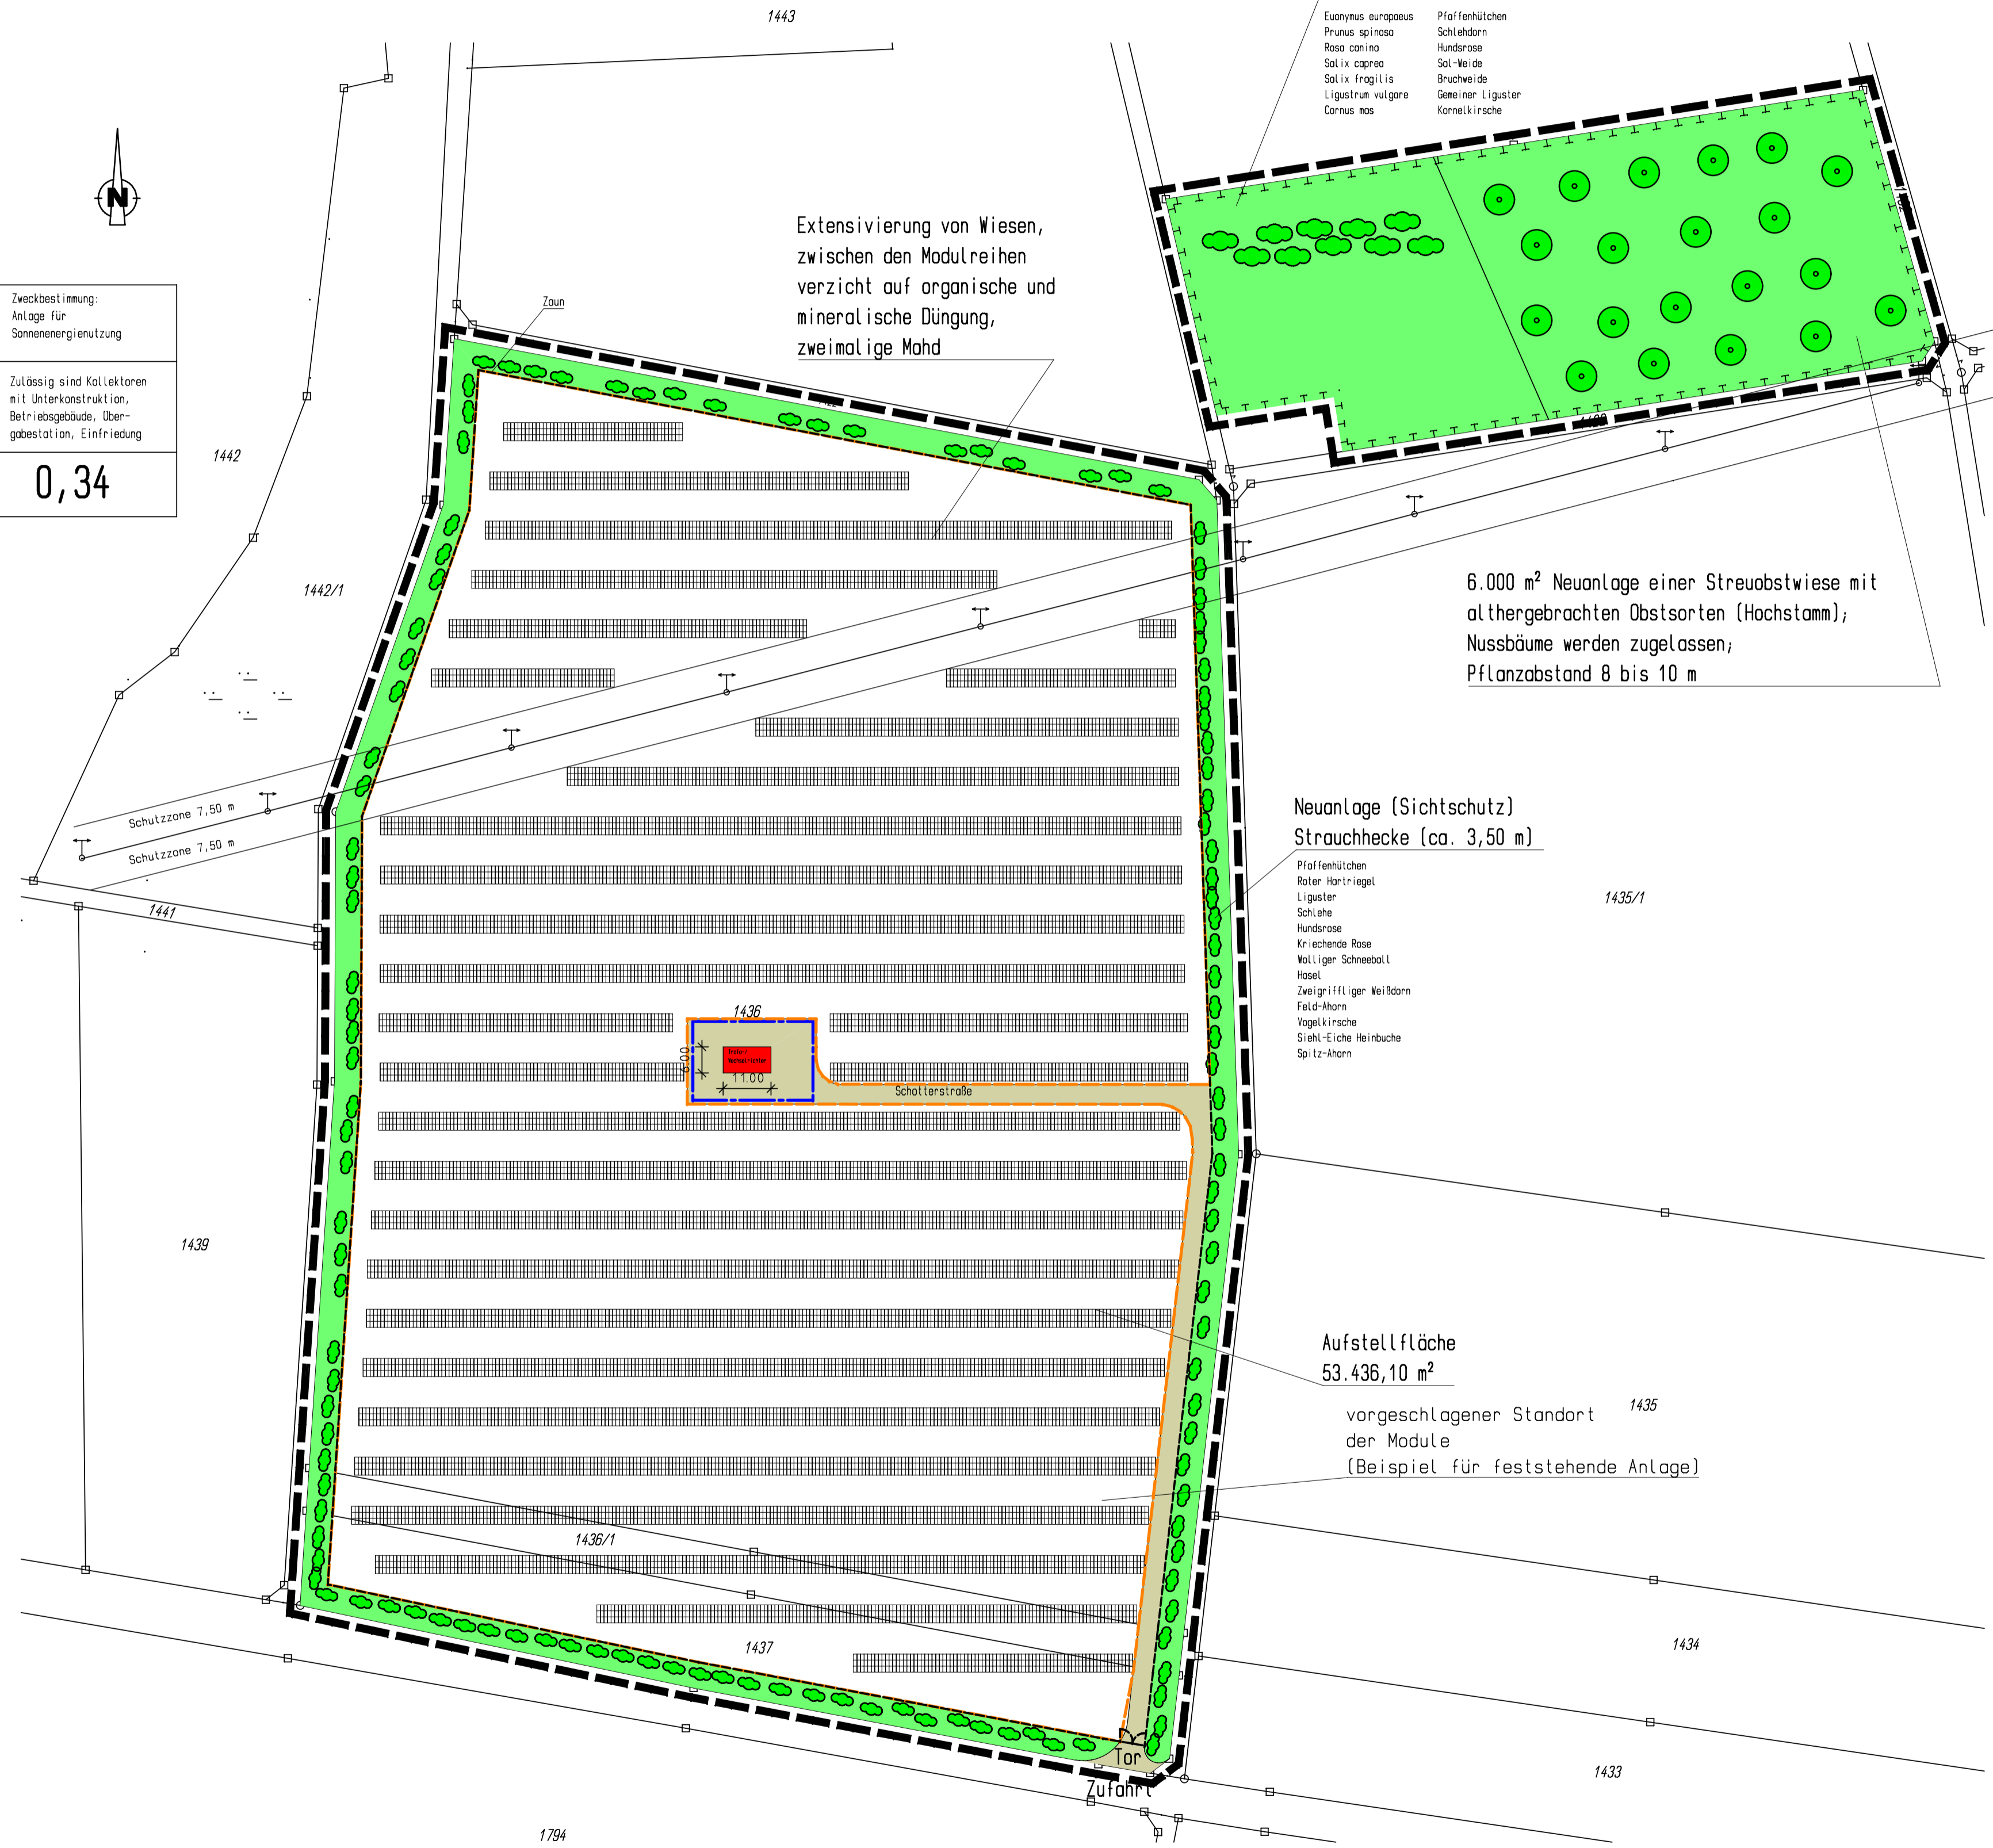 1443
Euonymus europaeus Pfaffenhütchen
Prunus spinosa Schlehdorn
Rosa canina Hundsrose
Salix caprea Sal-Weide
Salix fragilis Bruchweide
Ligustrum vulgare Gemeiner Liguster
Cornus mas Kornelkirsche
N
Extensivierung von Wiesen,
zwischen den Modulreihen
verzicht auf organische und
mineralische Düngung,
zweimalige Mahd
Zaun
Zweckbestimmung:
Anlage für
Sonnenenergienutzung
Zulässig sind Kollektoren
mit Unterkonstruktion,
Betriebsgebäude, Über-
gabestation, Einfriedung
0,34
1442
1442/1
6.000 m² Neuanlage einer Streuobstwiese mit
althergebrachten Obstsorten (Hochstamm);
Nussbäume werden zugelassen;
Pflanzabstand 8 bis 10 m
Schutzzone 7,50 m
Schutzzone 7,50 m
Neuanlage (Sichtschutz)
Strauchhecke (ca. 3,50 m)
Pfaffenhütchen
Roter Hartriegel
Liguster
Schlehe
Hundsrose
Kriechende Rose
Wolliger Schneeball
Hasel
Zweigriffliger Weißdorn
Feld-Ahorn
Vogelkirsche
Siehl-Eiche Heinbuche
Spitz-Ahorn
1435/1
1441
1436
6.00
11.00
Schotterstraße
1439
Aufstellfläche
53.436,10 m²
vorgeschlagener Standort
der Module
(Beispiel für feststehende Anlage)
1435
1436/1
1437
1434
Tor
Zufahrt
1433
1794